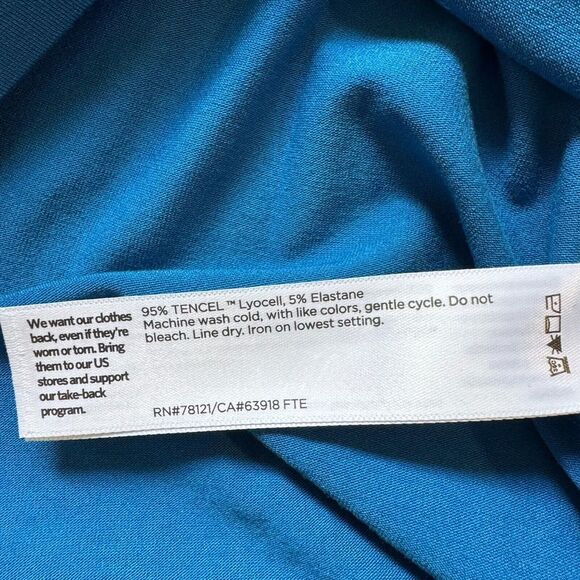 We want our clothes
back, even if they're
worn or torn. Bring
them to our US
stores and support
our take-back
program.
95% TENCEL™ Lyocell, 5% Elastane
Machine wash cold, with like colors, gentle cycle. Do not
bleach. Line dry. Iron on lowest setting.
RN#78121/CA#63918 FTE